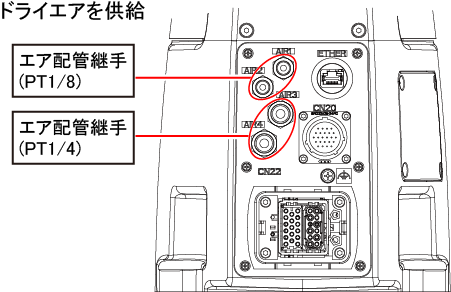 ドライエアを供給
エア配管継手
(PT1/8)
エア配管継手
(PT1/4)
AIR1
AIR2
AIR3
AIR4
ETHER
CN20
CN22